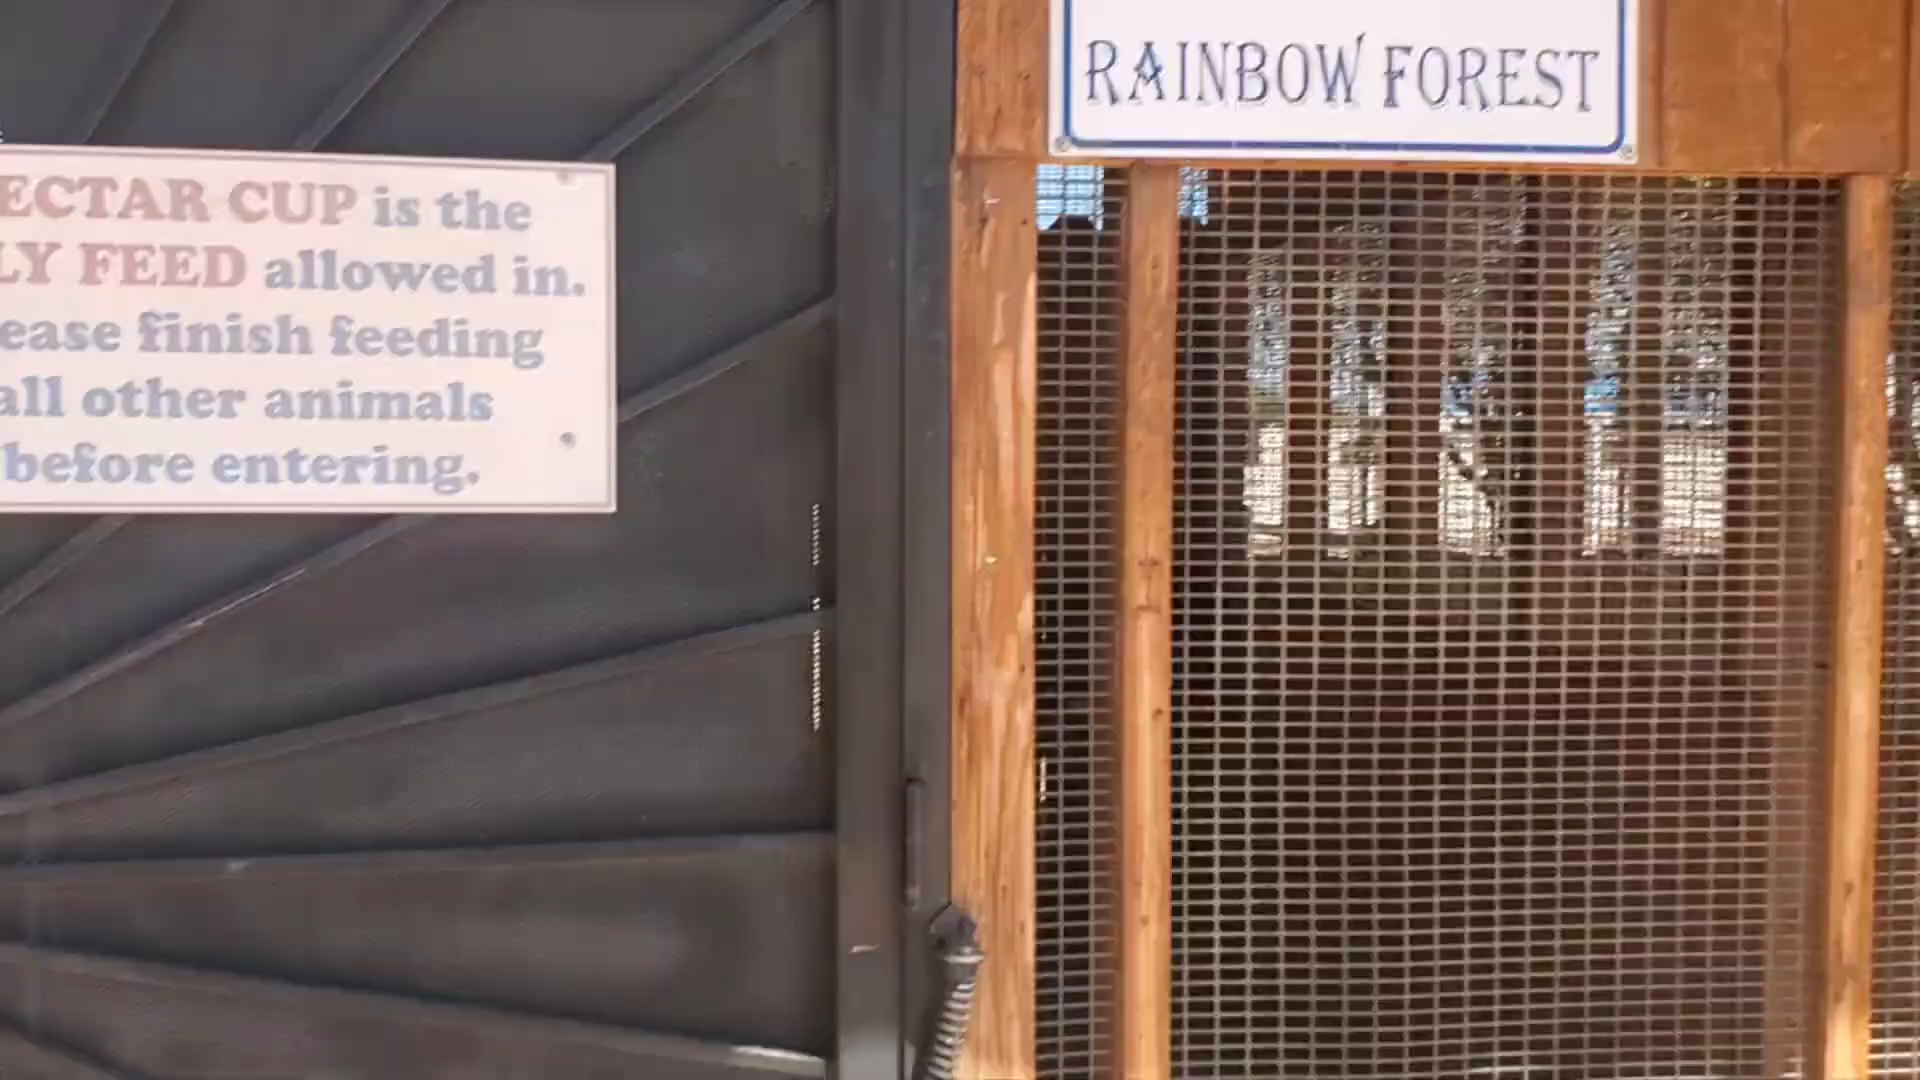 RAINBOW FOREST
ECTAR CUP is the
LY FEED allowed in.
ease finish feeding
all other animals
before entering.